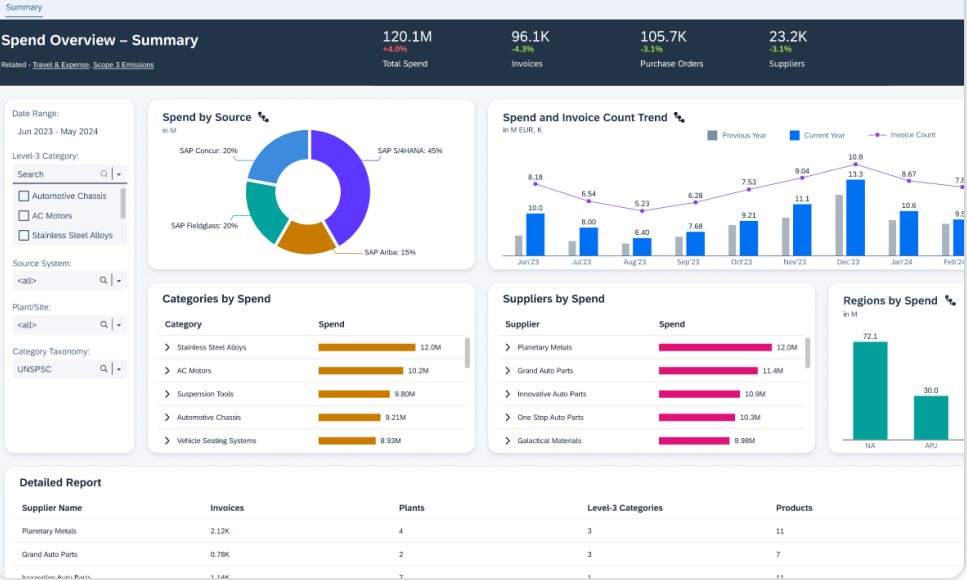 Summary
Spend Overview – Summary
Related - Travel & Expense, Scope 3 Emissions
120.1M
+4.0%
Total Spend
96.1K
-4.3%
Invoices
105.7K
-3.1%
Purchase Orders
23.2K
-3.1%
Suppliers
Date Range:
Jun 2023 - May 2024
Level-3 Category:
Search
Automotive Chassis
AC Motors
Stainless Steel Alloys
Source System:
<all>
Plant/Site:
<all>
Category Taxonomy:
UNSPSC
Spend by Source
in M
SAP Concur: 20%
SAP S/4HANA: 45%
SAP Fieldglass: 20%
SAP Ariba: 15%
Spend and Invoice Count Trend
in M EUR, K
Previous Year Current Year Invoice Count
8.18 6.54 5.23 6.28 7.53 9.04 10.8 8.67
10.0 8.00 6.40 7.68 9.21 11.1 13.3 10.6
Jun'23 Jul'23 Aug'23 Sep'23 Oct'23 Nov'23 Dec'23 Jan'24
Categories by Spend
Category Spend
Stainless Steel Alloys 12.0M
AC Motors 10.2M
Suspension Tools 9.80M
Automotive Chassis 9.21M
Vehicle Seating Systems 8.93M
Suppliers by Spend
Supplier Spend
Planetary Metals 12.0M
Grand Auto Parts 11.4M
Innovative Auto Parts 10.9M
One Stop Auto Parts 10.3M
Galactical Materials 9.98M
Regions by Spend
in M
72.1
30.0
NA APJ
Detailed Report
Supplier Name Invoices Plants Level-3 Categories Products
Planetary Metals 2.12K 4 3 11
Grand Auto Parts 0.78K 2 3 7
Innovative Auto Parts 1.14K 7 1 11